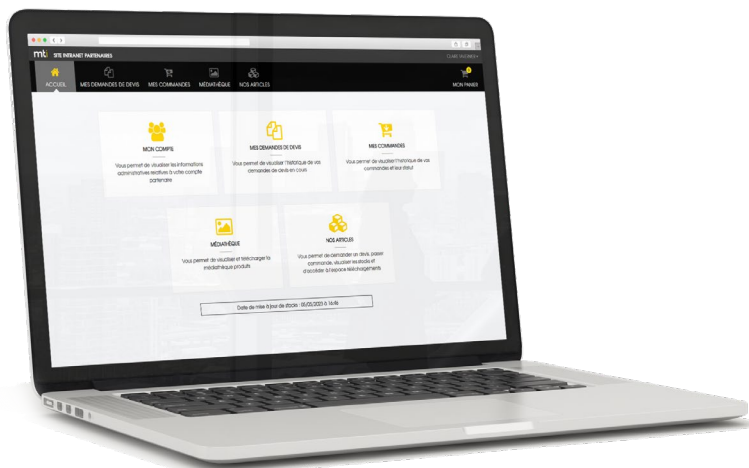 mti SITE INTRANET PARTENAIRES
ACCUEIL MES DEMANDES DE DEVIS MES COMMANDES MÉDIATHÈQUE NOS ARTICLES MON PANIER
MON COMPTE
Vous permet de visualiser les informations
administratives relatives à votre compte
partenaire
MES DEMANDES DE DEVIS
Vous permet de visualiser l'historique de vos
demandes de devis en cours
MES COMMANDES
Vous permet de visualiser l'historique de vos
commandes et leur statut
MÉDIATHÈQUE
Vous permet de visualiser et télécharger la
médiathèque produits
NOS ARTICLES
Vous permet de demander un devis, passer
commande, visualiser les stocks et
d'accéder à l'espace téléchargements